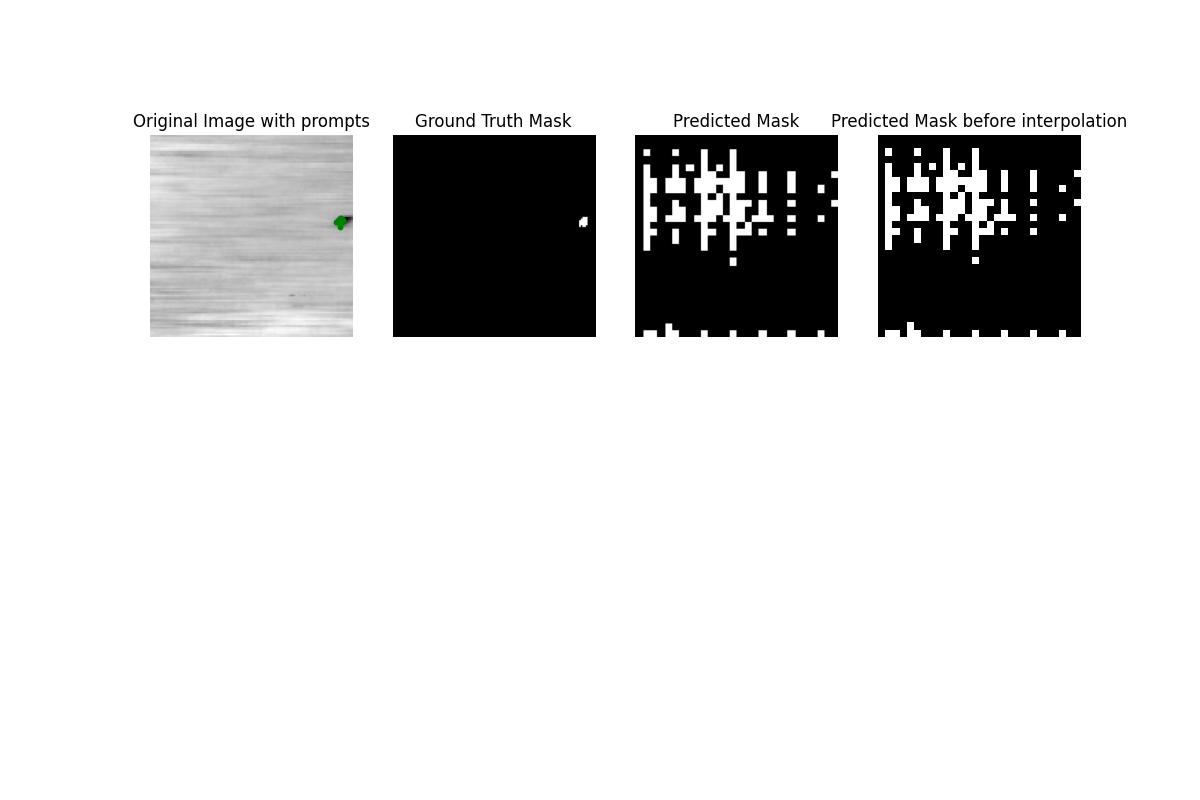 Original Image with prompts
Ground Truth Mask
Predicted Mask
Predicted Mask before interpolation